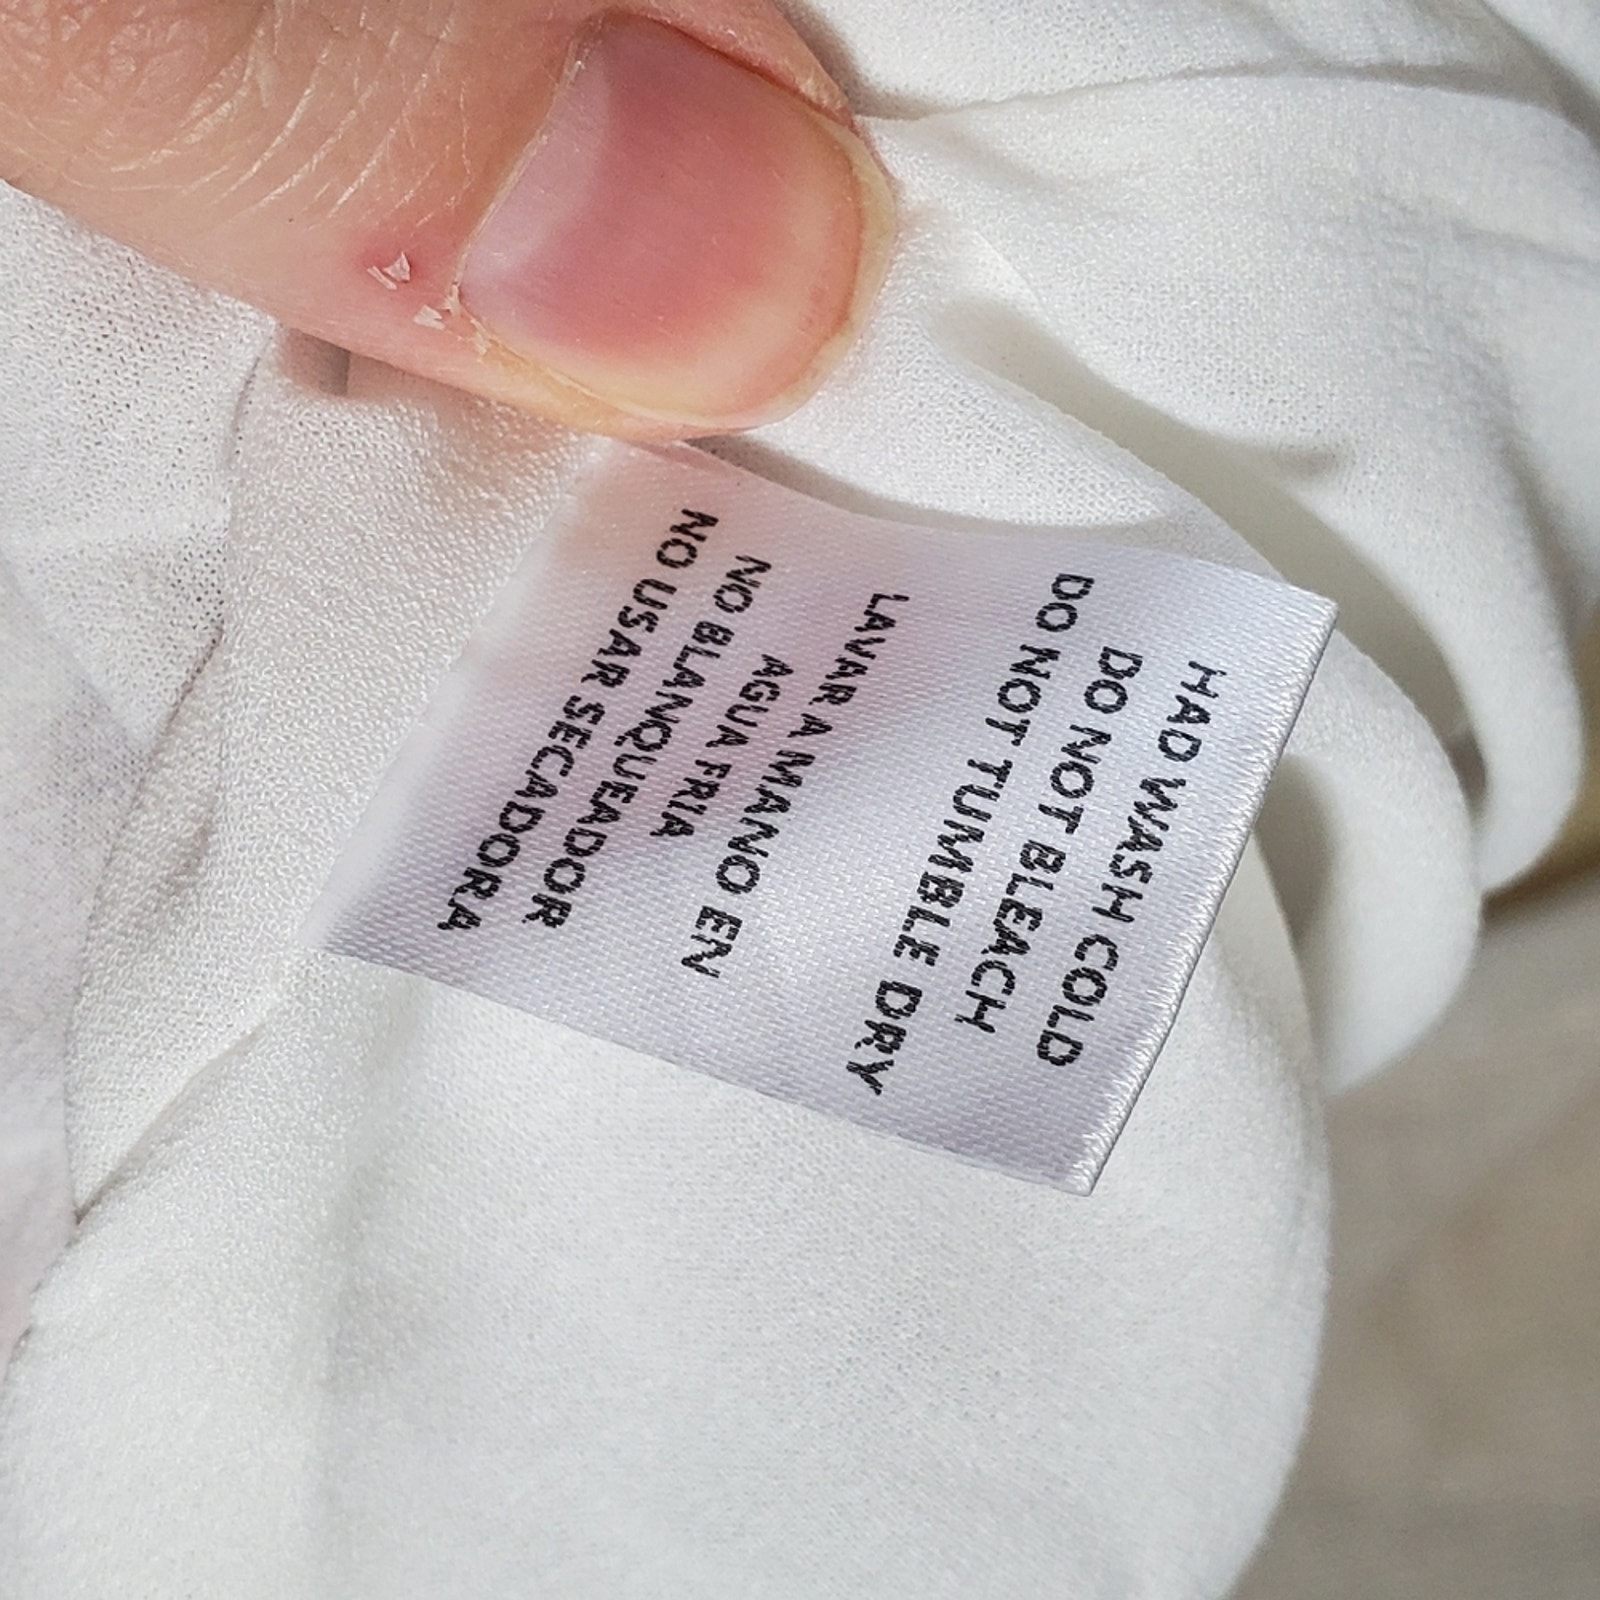 HAD WASH COLD
DO NOT BLEACH
DO NOT TUMBLE DRY
LAVAR A MANO EN
AGUA FRIA
NO BLANQUEADOR
NO USAR SECADORA